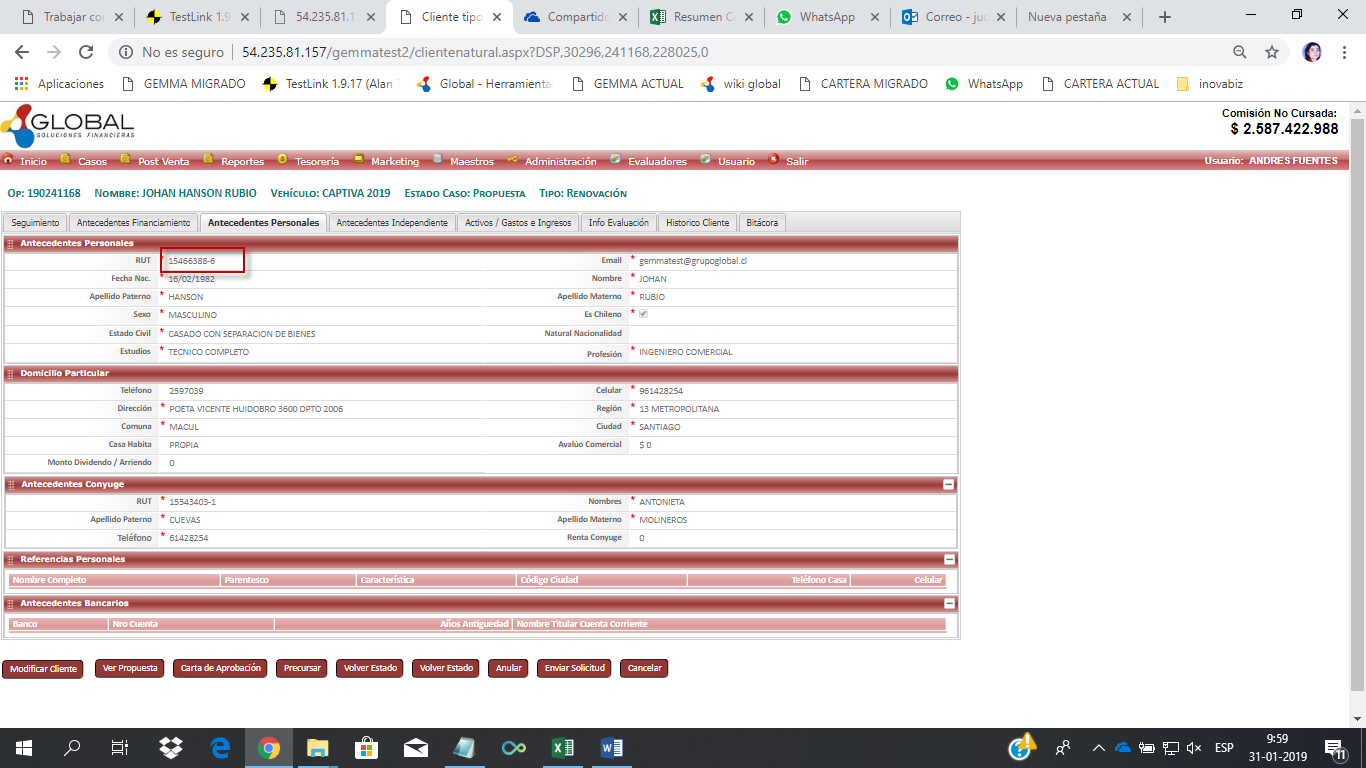 Trabajar con
TestLink 1.9
54.235.81.15
Cliente tipo
Compartido
Resumen C
WhatsApp
Correo - juc
Nueva pestaña
No es seguro | 54.235.81.157/gemmatest2/clientenatural.aspx?DSP,30296,241168,228025,0
Aplicaciones
GEMMA MIGRADO
TestLink 1.9.17 (Alan
Global - Herramienta
GEMMA ACTUAL
wiki global
CARTERA MIGRADO
WhatsApp
CARTERA ACTUAL
inovabiz
GLOBAL
SOLUCIONES FINANCIERAS
Comisión No Cursada:
$ 2.587.422.988
Inicio Casos Post Venta Reportes Tesorería Marketing Maestros Administración Evaluadores Usuario Salir
Usuario: ANDRES FUENTES
OP: 190241168 NOMBRE: JOHAN HANSON RUBIO VEHÍCULO: CAPTIVA 2019 ESTADO CASO: PROPUESTA TIPO: RENOVACIÓN
Seguimiento Antecedentes Financiamiento Antecedentes Personales Antecedentes Independiente Activos / Gastos e Ingresos Info Evaluación Historico Cliente Bitácora
Antecedentes Personales
RUT * 15466388-6 Email * gemmatest@grupoglobal.cl
Fecha Nac. * 16/02/1982 Nombre * JOHAN
Apellido Paterno * HANSON Apellido Materno * RUBIO
Sexo * MASCULINO Es Chileno *
Estado Civil * CASADO CON SEPARACION DE BIENES Natural Nacionalidad
Estudios * TECNICO COMPLETO Profesión * INGENIERO COMERCIAL
Domicilio Particular
Teléfono 2597039 Celular * 961428254
Dirección * POETA VICENTE HUIDOBRO 3600 DPTO 2006 Región * 13 METROPOLITANA
Comuna * MACUL Ciudad * SANTIAGO
Casa Habita PROPIA Avalúo Comercial $ 0
Monto Dividendo / Arriendo 0
Antecedentes Conyuge
RUT * 15543403-1 Nombres * ANTONIETA
Apellido Paterno * CUEVAS Apellido Materno * MOLINEROS
Teléfono * 61428254 Renta Conyuge 0
Referencias Personales
Nombre Completo Parentesco Característica Código Ciudad Teléfono Casa Celular
Antecedentes Bancarios
Banco Nro Cuenta Años Antiguedad Nombre Titular Cuenta Corriente
Modificar Cliente Ver Propuesta Carta de Aprobación Precursar Volver Estado Volver Estado Anular Enviar Solicitud Cancelar
ESP
9:59
31-01-2019
11